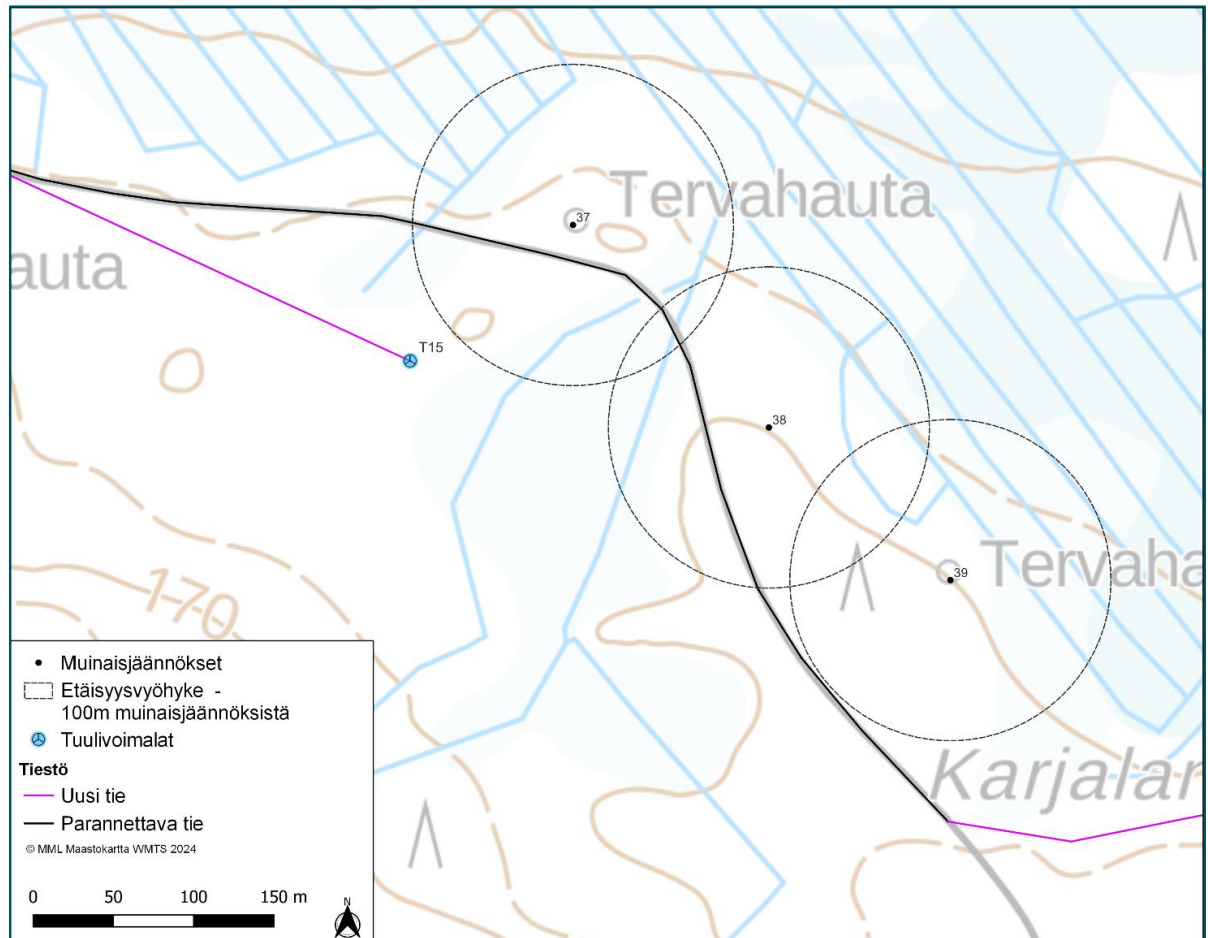 37
Tervahauta
auta
T15
38
39
Tervaha
170
Karjalar
Muinaisjäännökset
Etäisyysvyöhyke -
100m muinaisjäännöksistä
Tuulivoimalat
Tiestö
Uusi tie
Parannettava tie
© MML Maastokartta WMTS 2024
0 50 100 150 m
N